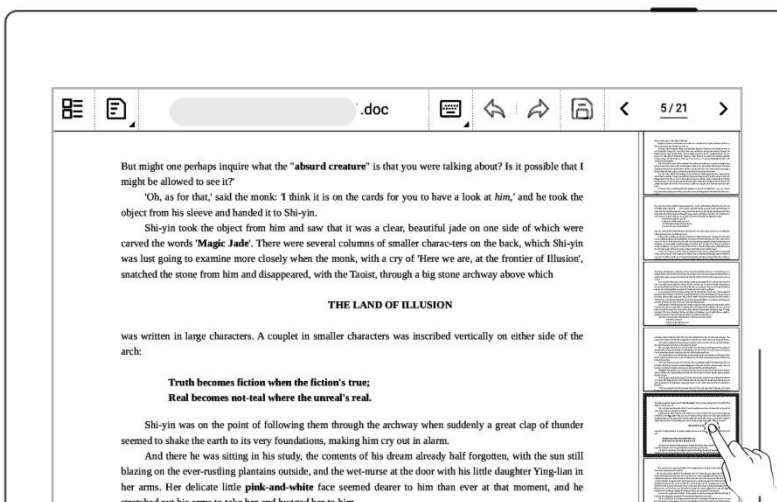 .doc
5 / 21
But might one perhaps inquire what the "absurd creature" is that you were talking about? Is it possible that I
might be allowed to see it?'
'Oh, as for that,' said the monk: 'I think it is on the cards for you to have a look at him,' and he took the
object from his sleeve and handed it to Shi-yin.
Shi-yin took the object from him and saw that it was a clear, beautiful jade on one side of which were
carved the words 'Magic Jade'. There were several columns of smaller charac-ters on the back, which Shi-yin
was lust going to examine more closely when the monk, with a cry of 'Here we are, at the frontier of Illusion',
snatched the stone from him and disappeared, with the Taoist, through a big stone archway above which
THE LAND OF ILLUSION
was written in large characters. A couplet in smaller characters was inscribed vertically on either side of the
arch:
Truth becomes fiction when the fiction's true;
Real becomes not-teal where the unreal's real.
Shi-yin was on the point of following them through the archway when suddenly a great clap of thunder
seemed to shake the earth to its very foundations, making him cry out in alarm.
And there he was sitting in his study, the contents of his dream already half forgotten, with the sun still
blazing on the ever-rustling plantains outside, and the wet-nurse at the door with his little daughter Ying-lian in
her arms. Her delicate little pink-and-white face seemed dearer to him than ever at that moment, and he
stretched out his arms to take her and hugged her to him.